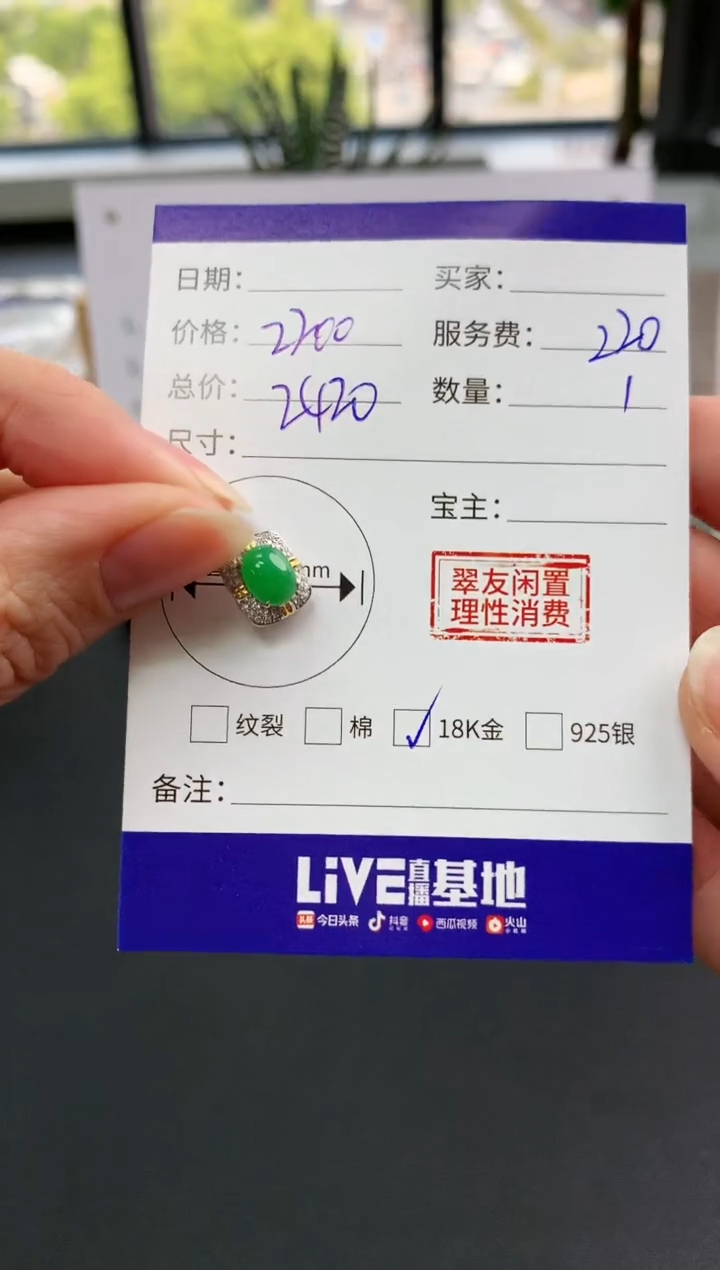 日期： 买家：
价格： 2200 服务费： 220
总价： 2420 数量： 1
尺寸：
宝主：
mm
翠友闲置
理性消费
纹裂 棉 ✓ 18K金 925银
备注：
LiVE直播基地
头条 今日头条 抖音 西瓜视频 火山